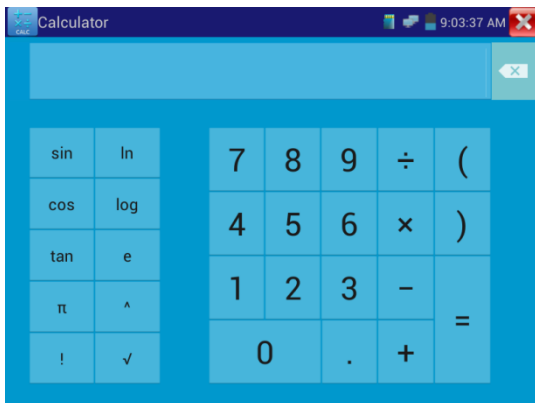 Calculator 9:03:37 AM
CALC
sin ln
cos log
tan e
π ^
! √
7 8 9 ÷ (
4 5 6 × )
1 2 3 −
=
0 . +